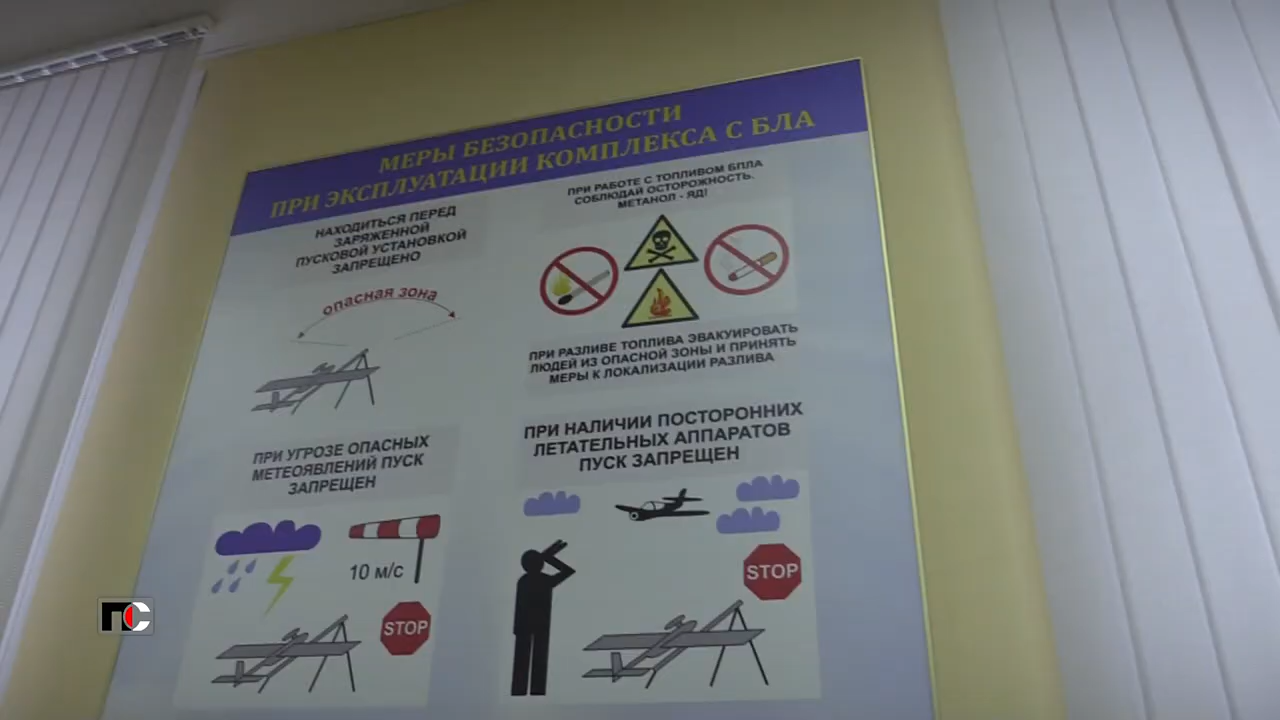 МЕРЫ БЕЗОПАСНОСТИ
ПРИ ЭКСПЛУАТАЦИИ КОМПЛЕКСА С БЛА
НАХОДИТЬСЯ ПЕРЕД
ЗАРЯЖЕННОЙ
ПУСКОВОЙ УСТАНОВКОЙ
ЗАПРЕЩЕНО
опасная зона
ПРИ РАБОТЕ С ТОПЛИВОМ БПЛА
СОБЛЮДАЙ ОСТОРОЖНОСТЬ.
МЕТАНОЛ - ЯД!
ПРИ РАЗЛИВЕ ТОПЛИВА ЭВАКУИРОВАТЬ
ЛЮДЕЙ ИЗ ОПАСНОЙ ЗОНЫ И ПРИНЯТЬ
МЕРЫ К ЛОКАЛИЗАЦИИ РАЗЛИВА
ПРИ УГРОЗЕ ОПАСНЫХ
МЕТЕОЯВЛЕНИЙ ПУСК
ЗАПРЕЩЕН
10 м/с
STOP
ПРИ НАЛИЧИИ ПОСТОРОННИХ
ЛЕТАТЕЛЬНЫХ АППАРАТОВ
ПУСК ЗАПРЕЩЕН
STOP
ПС